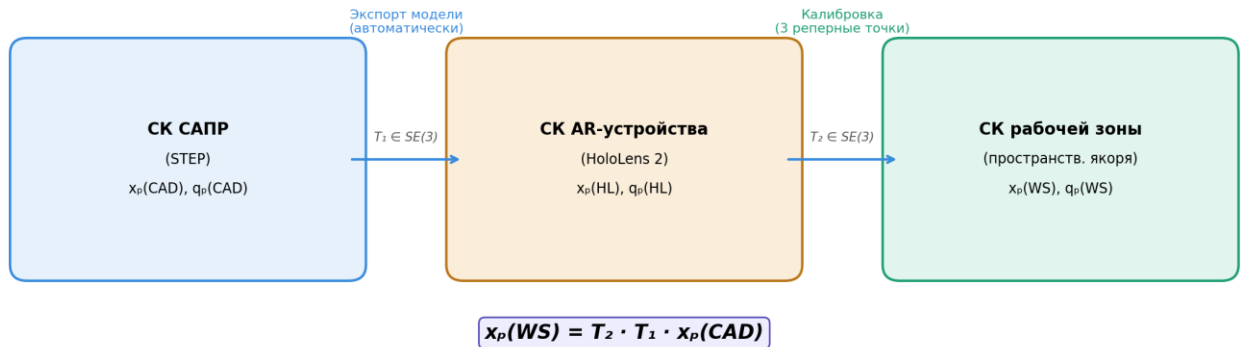 Экспорт модели
(автоматически)
Калибровка
(3 реперные точки)
СК САПР
(STEP)
xₚ(CAD), qₚ(CAD)
T₁ ∈ SE(3)
СК AR-устройства
(HoloLens 2)
xₚ(HL), qₚ(HL)
T₂ ∈ SE(3)
СК рабочей зоны
(пространств. якоря)
xₚ(WS), qₚ(WS)
xₚ(WS) = T₂ · T₁ · xₚ(CAD)